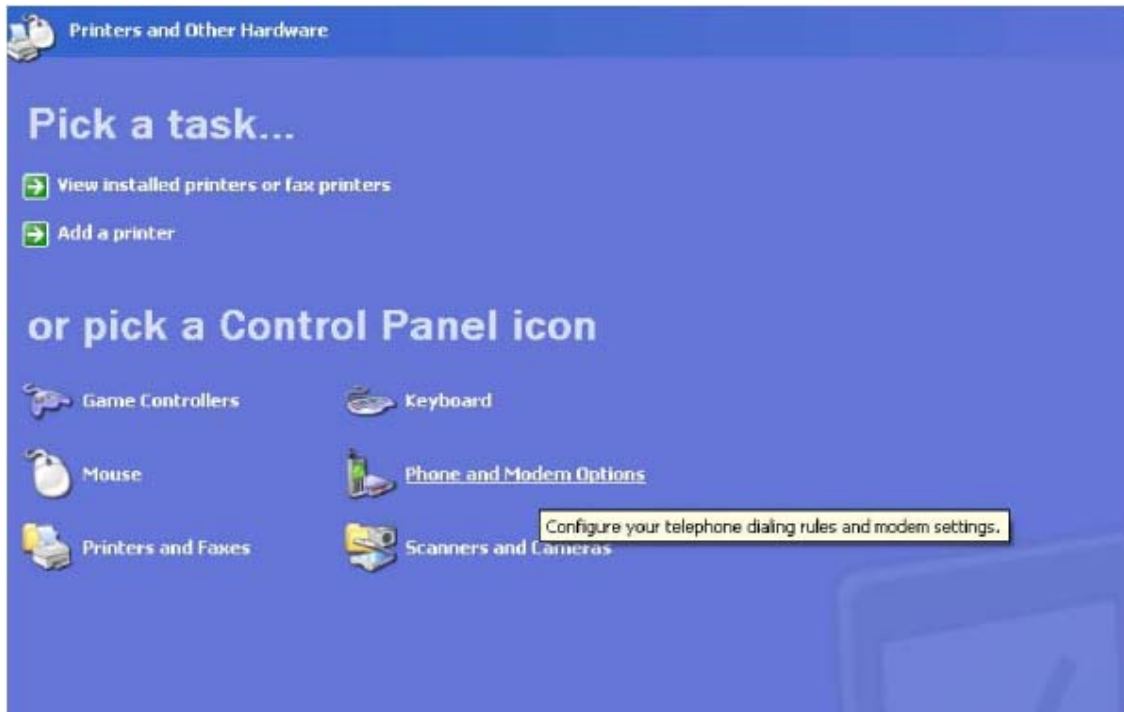 Printers and Other Hardware
Pick a task...
View installed printers or fax printers
Add a printer
or pick a Control Panel icon
Game Controllers
Keyboard
Mouse
Phone and Modem Options
Configure your telephone dialing rules and modem settings.
Printers and Faxes
Scanners and Cameras